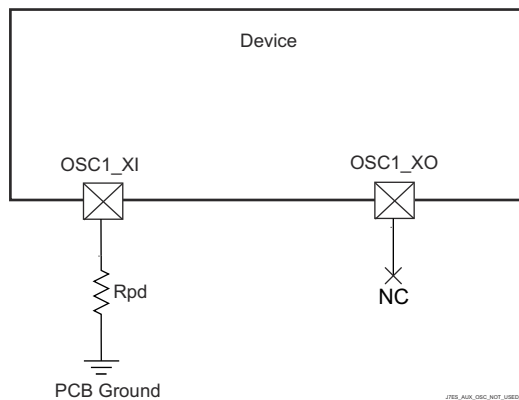 Device
OSC1_XI
OSC1_XO
Rpd
NC
PCB Ground
J7ES_AUX_OSC_NOT_USED